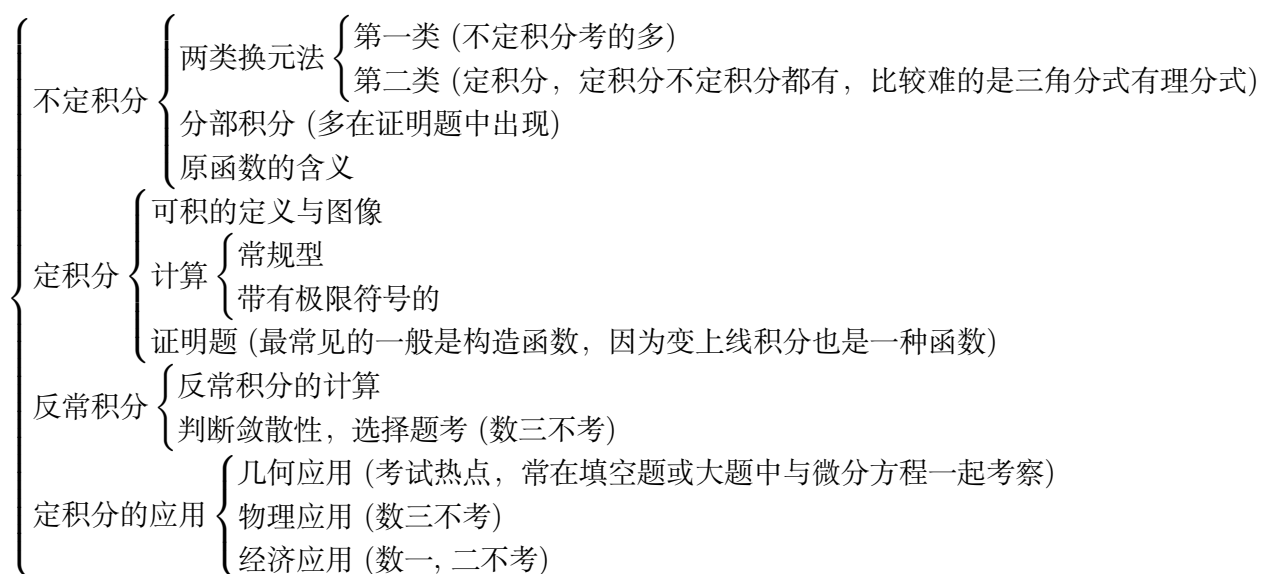 不定积分
两类换元法
第一类 (不定积分考的多)
第二类 (定积分，定积分不定积分都有，比较难的是三角分式有理分式)
分部积分 (多在证明题中出现)
原函数的含义
定积分
可积的定义与图像
计算
常规型
带有极限符号的
证明题 (最常见的一般是构造函数，因为变上线积分也是一种函数)
反常积分
反常积分的计算
判断敛散性，选择题考 (数三不考)
定积分的应用
几何应用 (考试热点，常在填空题或大题中与微分方程一起考察)
物理应用 (数三不考)
经济应用 (数一, 二不考)